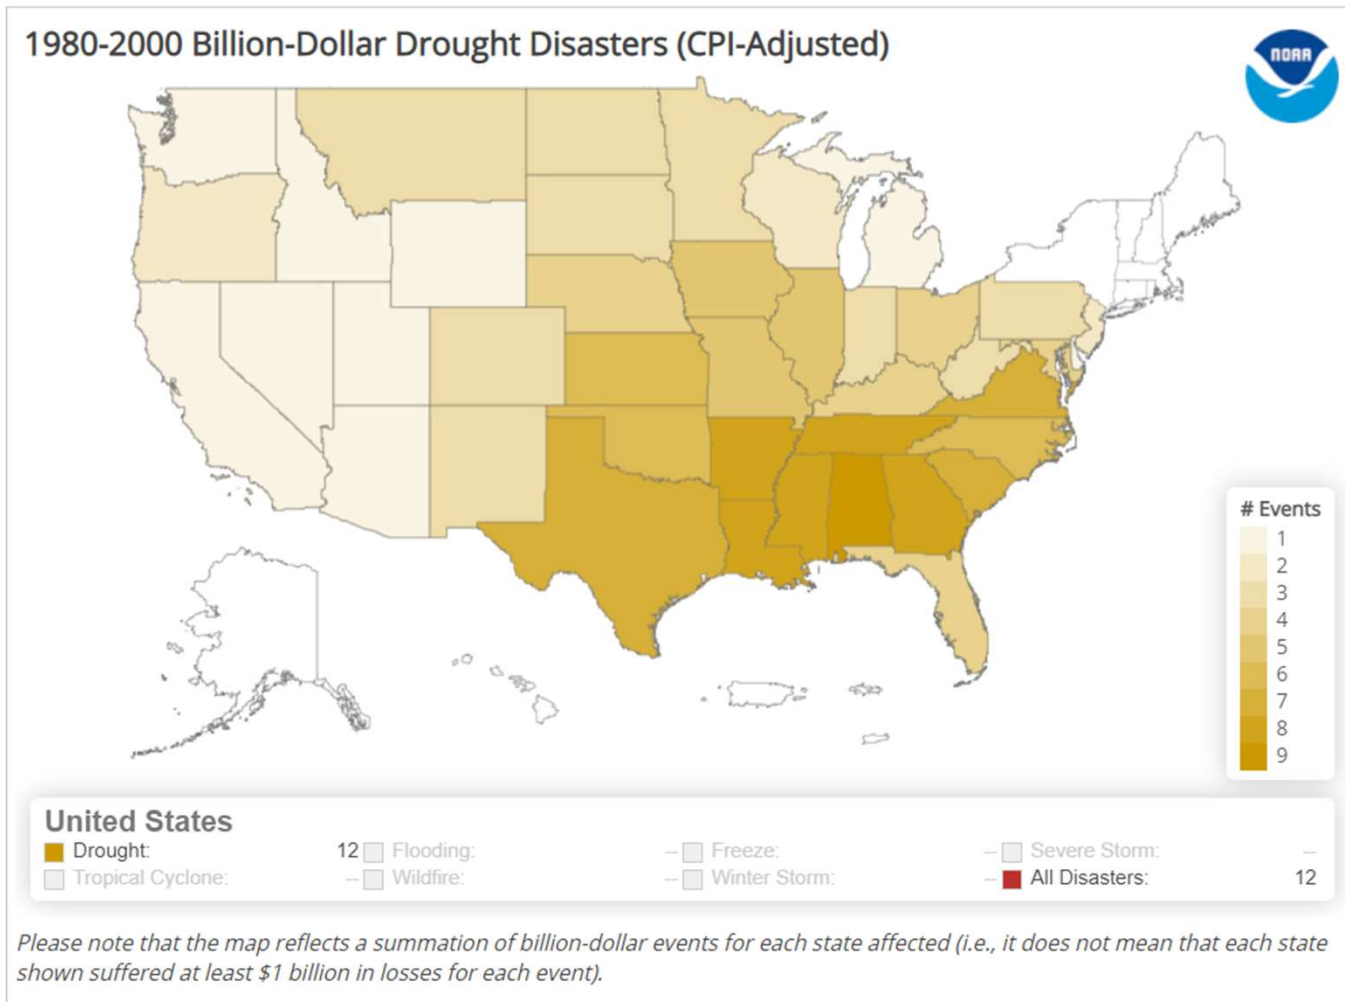 1980-2000 Billion-Dollar Drought Disasters (CPI-Adjusted)
NOAA
# Events
1
2
3
4
5
6
7
8
9
United States
Drought: 12 Flooding: -- Freeze: -- Severe Storm: --
Tropical Cyclone: -- Wildfire: -- Winter Storm: -- All Disasters: 12
Please note that the map reflects a summation of billion-dollar events for each state affected (i.e., it does not mean that each state
shown suffered at least $1 billion in losses for each event).